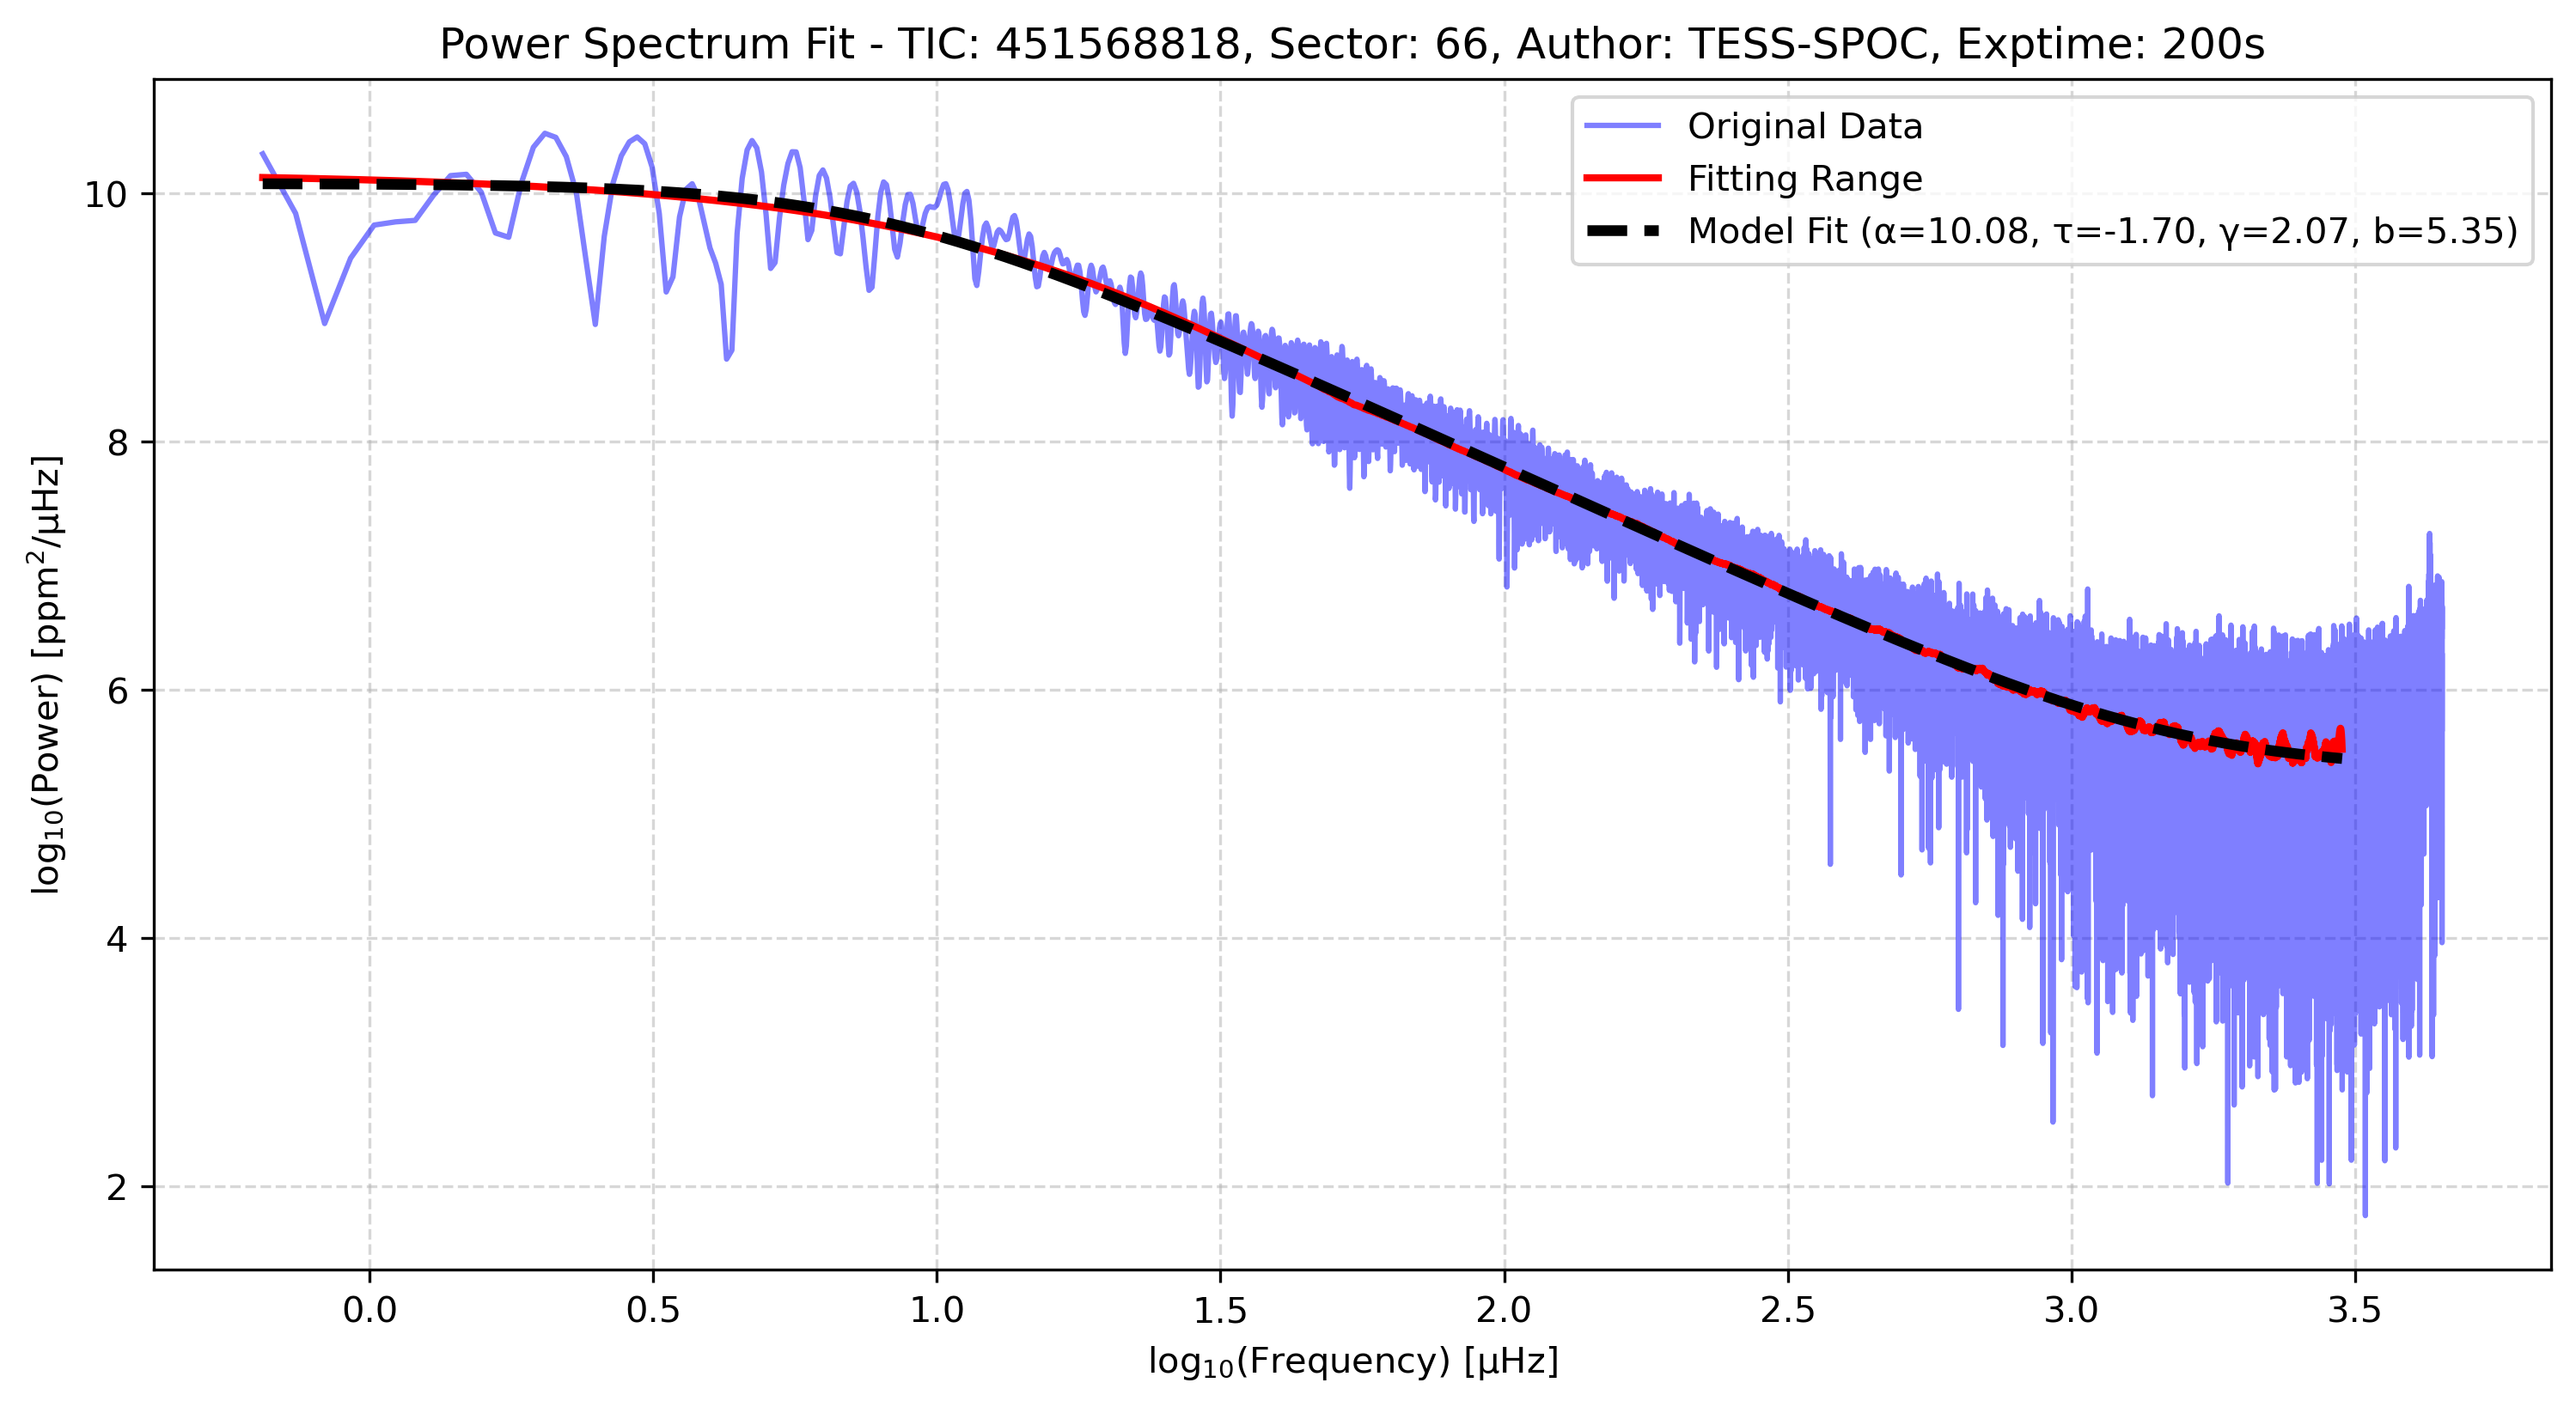 Power Spectrum Fit - TIC: 451568818, Sector: 66, Author: TESS-SPOC, Exptime: 200s
Original Data
Fitting Range
Model Fit (α=10.08, τ=-1.70, γ=2.07, b=5.35)
log₁₀(Power) [ppm²/μHz]
10
8
6
4
2
0.0 0.5 1.0 1.5 2.0 2.5 3.0 3.5
log₁₀(Frequency) [μHz]